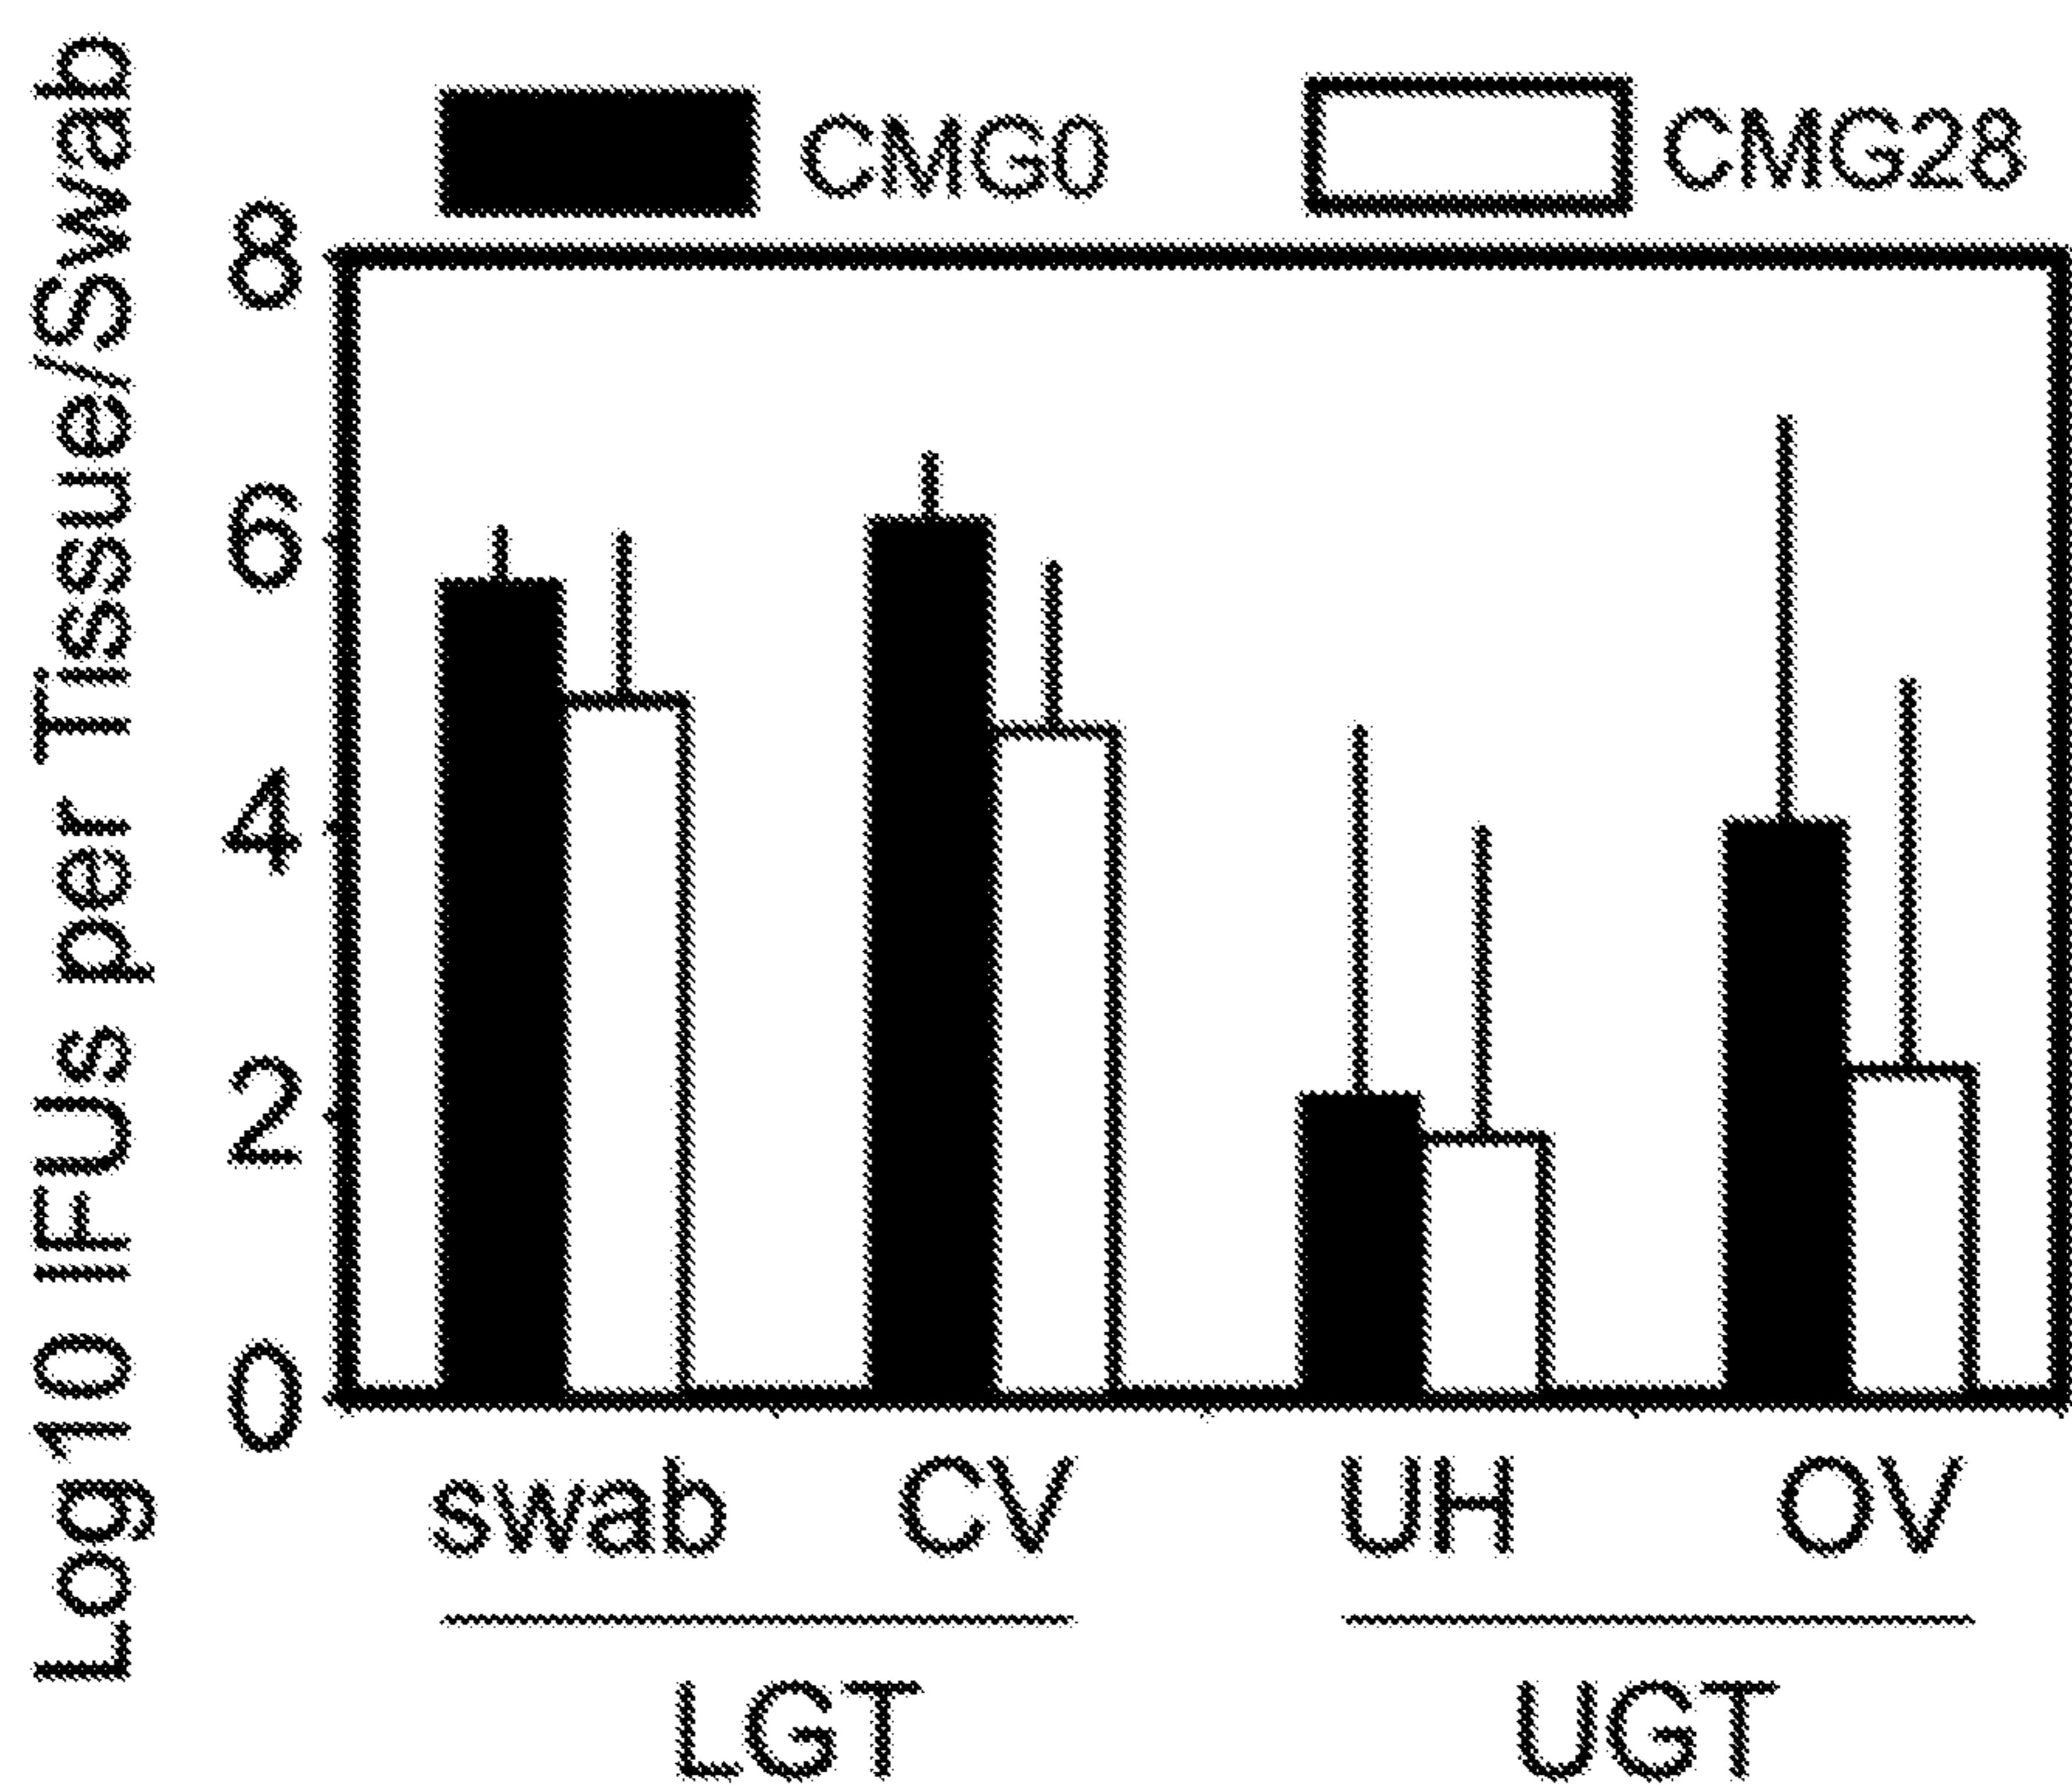 Log10 IFUs per Tissue/Swab
CMG0 CMG28
8
6
4
2
0
swab CV UH OV
LGT UGT